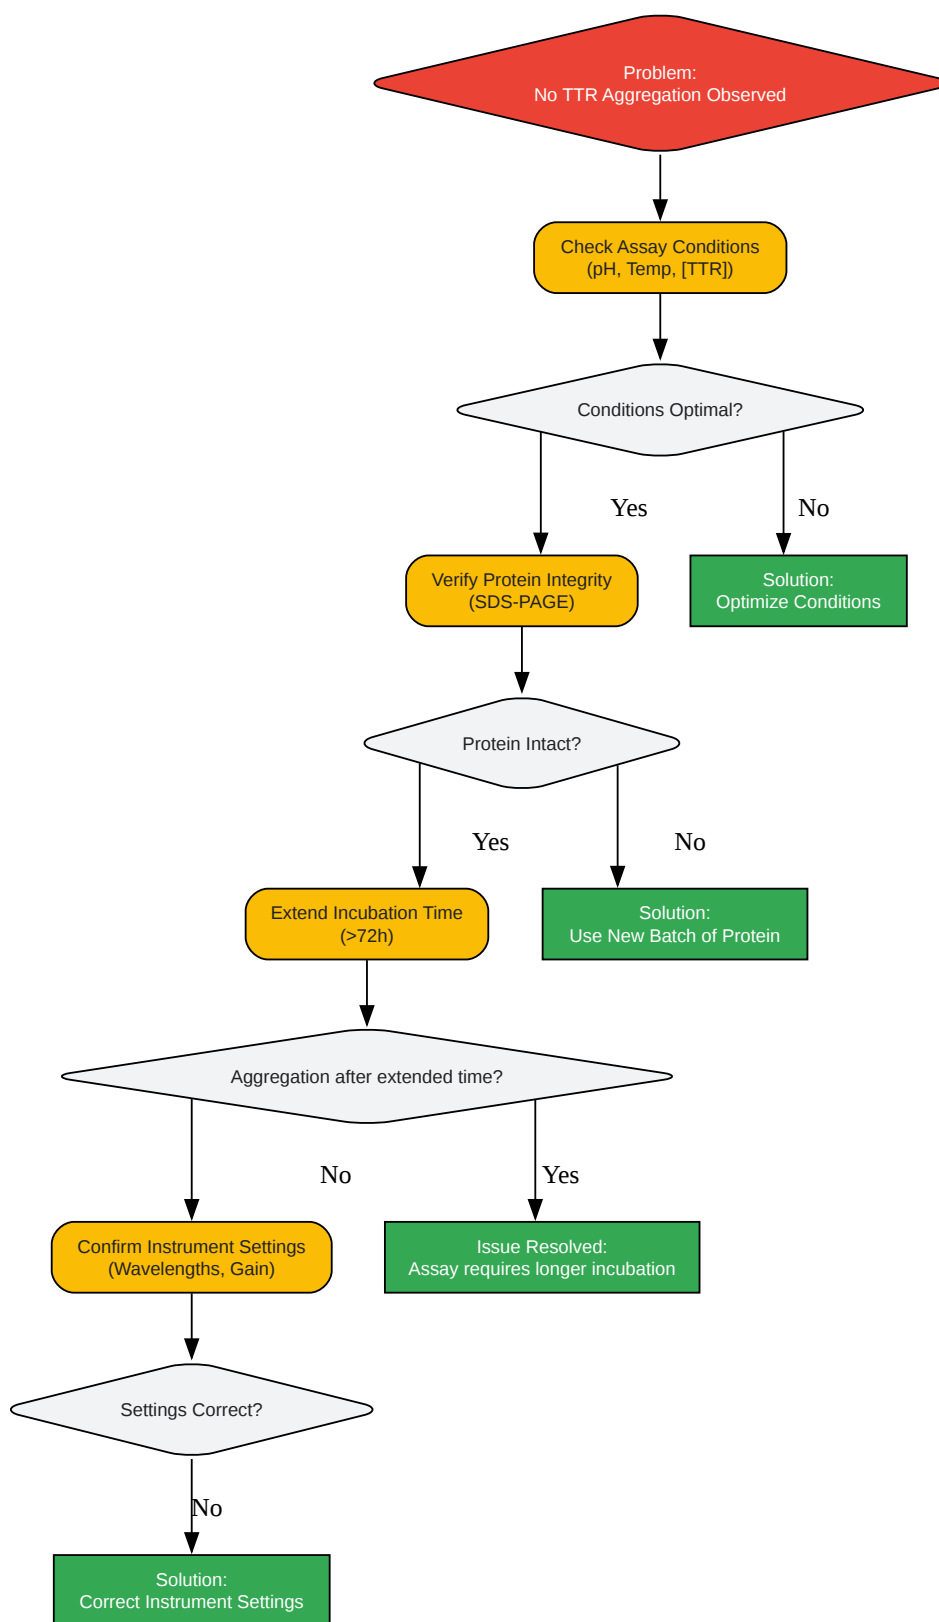 Problem:
No TTR Aggregation Observed
Check Assay Conditions
(pH, Temp, [TTR])
Conditions Optimal?
Yes
No
Verify Protein Integrity
(SDS-PAGE)
Solution:
Optimize Conditions
Protein Intact?
Yes
No
Extend Incubation Time
(>72h)
Solution:
Use New Batch of Protein
Aggregation after extended time?
No
Yes
Confirm Instrument Settings
(Wavelengths, Gain)
Issue Resolved:
Assay requires longer incubation
Settings Correct?
No
Solution:
Correct Instrument Settings